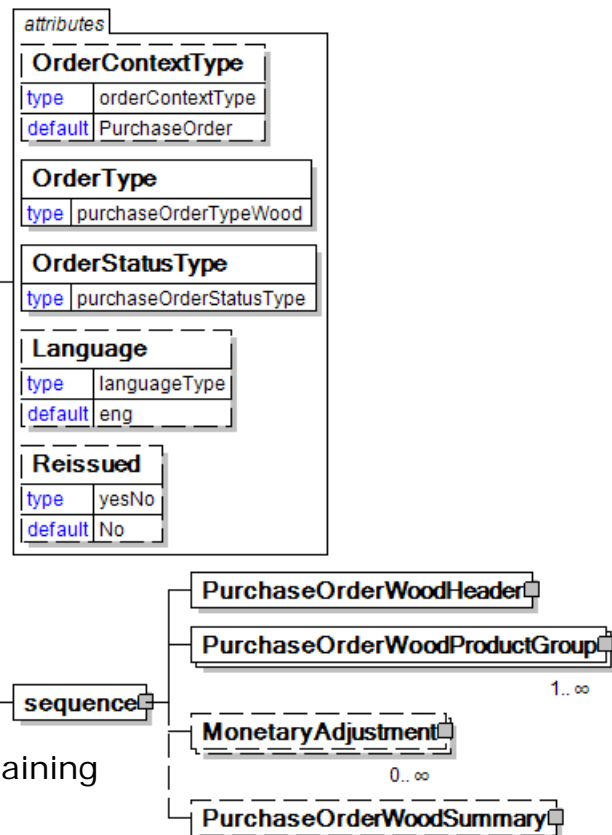 attributes
OrderContextType
type orderContextType
default PurchaseOrder
OrderType
type purchaseOrderTypeWood
OrderStatusType
type purchaseOrderStatusType
Language
type languageType
default eng
Reissued
type yesNo
default No
PurchaseOrderWoodHeader
PurchaseOrderWoodProductGroup
1.. ∞
sequence
MonetaryAdjustment
aining
0.. ∞
PurchaseOrderWoodSummary